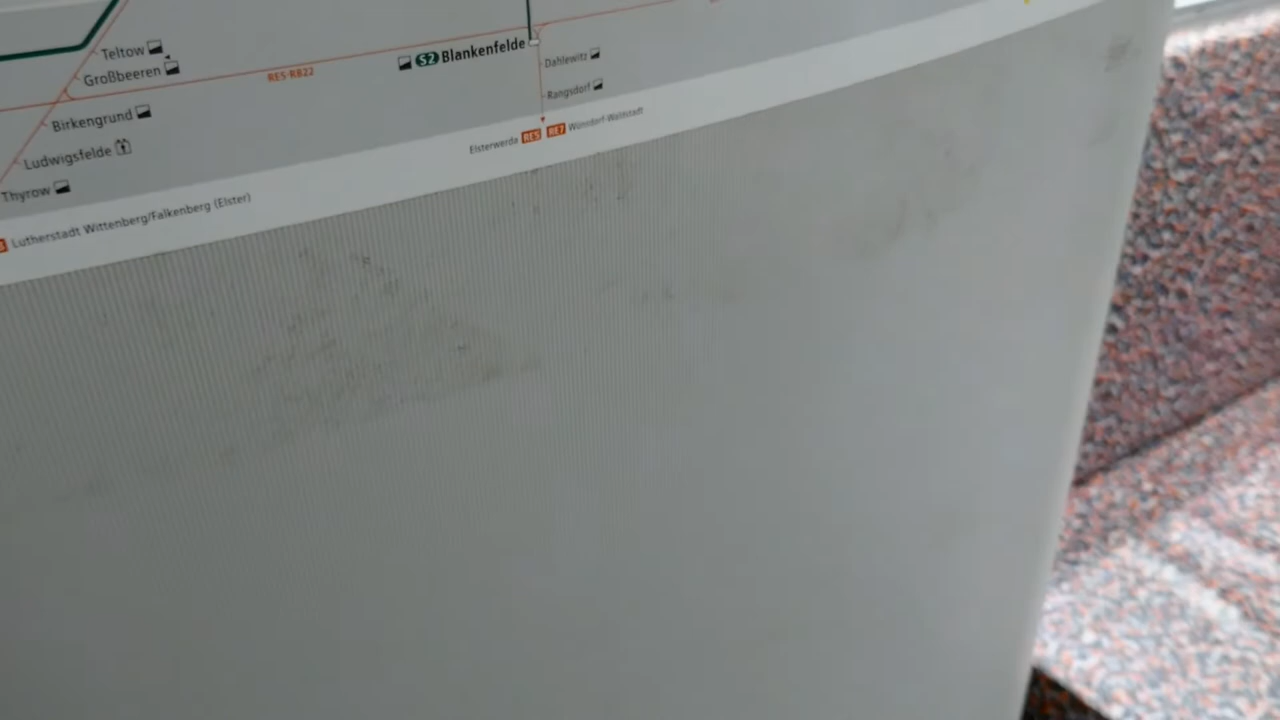 Teltow
Großbeeren
RE5·RB22
S2 Blankenfelde
Dahlewitz
Rangsdorf
Birkengrund
Ludwigsfelde
Thyrow
Elsterwerda RE5 RE7 Wünsdorf-Waldstadt
Lutherstadt Wittenberg/Falkenberg (Elster)